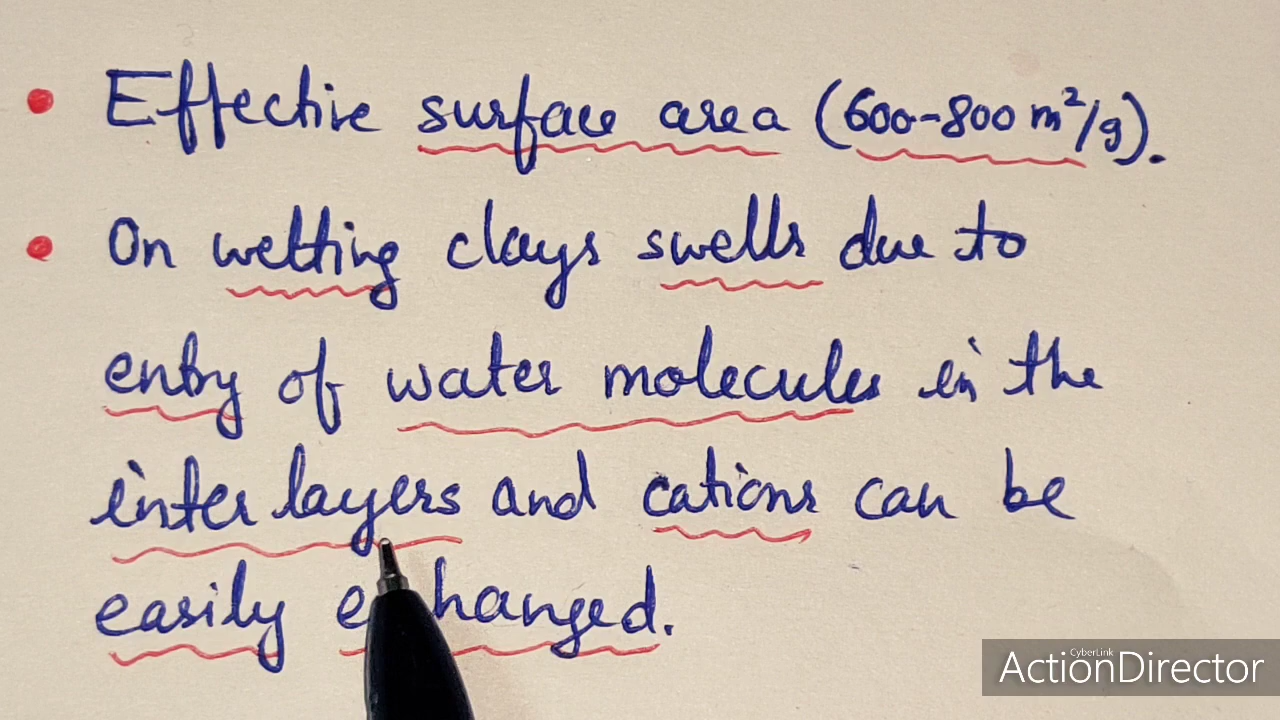 • Effective surface area (600-800 m²/g).
• On wetting clays swells due to
entry of water molecules in the
inter layers and cations can be
easily
CyberLink
ActionDirector